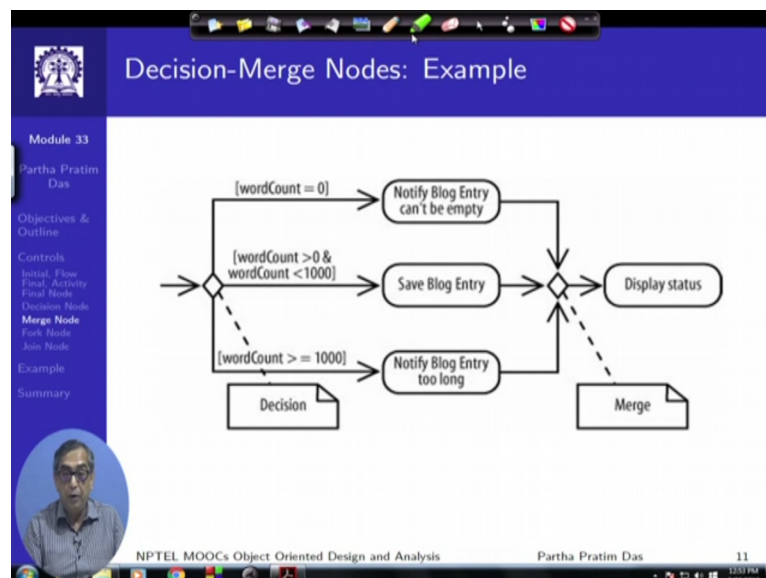 Decision-Merge Nodes: Example
Module 33
Partha Pratim
Das
Objectives &
Outline
Controls
Initial, Flow
Final, Activity
Final Node
Decision Node
Merge Node
Fork Node
Join Node
Example
Summary
[wordCount = 0]
Notify Blog Entry
can't be empty
[wordCount >0 &
wordCount <1000]
Save Blog Entry
Display status
[wordCount > = 1000]
Notify Blog Entry
too long
Decision
Merge
NPTEL MOOCs Object Oriented Design and Analysis
Partha Pratim Das
11
12:53 PM